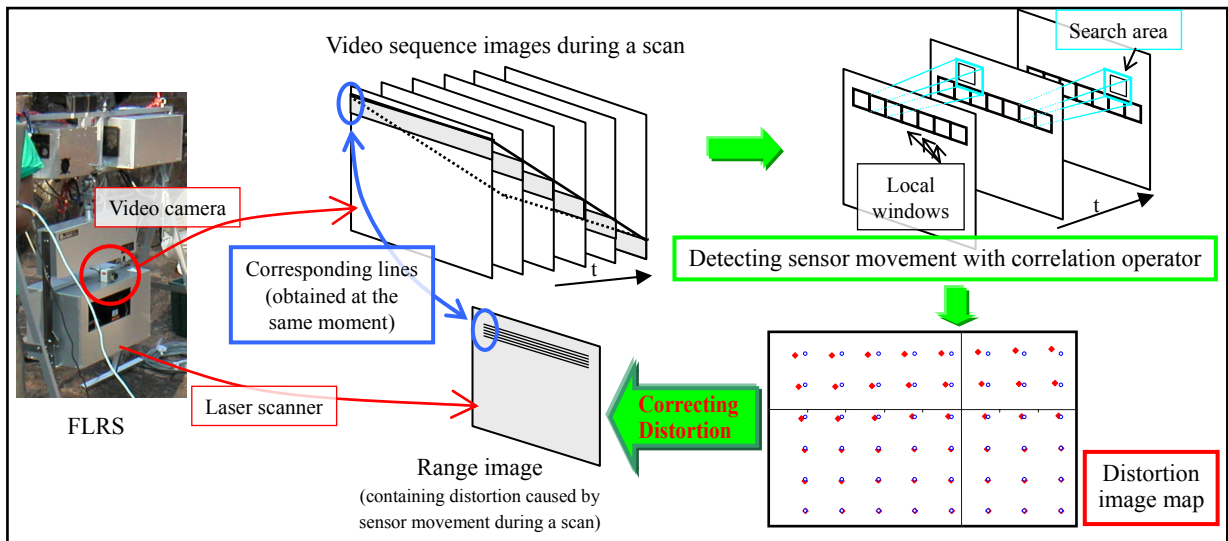 Video sequence images during a scan
Search area
Video camera
Local
windows
t
t
Corresponding lines
(obtained at the
same moment)
Detecting sensor movement with correlation operator
Laser scanner
FLRS
Correcting
Distortion
Range image
(containing distortion caused by
sensor movement during a scan)
Distortion
image map